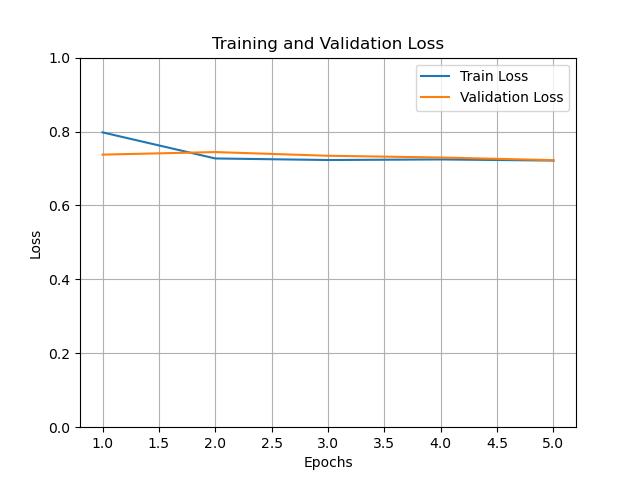 Training and Validation Loss
Train Loss
Validation Loss
1.0
0.8
0.6
0.4
0.2
0.0
Loss
1.0 1.5 2.0 2.5 3.0 3.5 4.0 4.5 5.0
Epochs